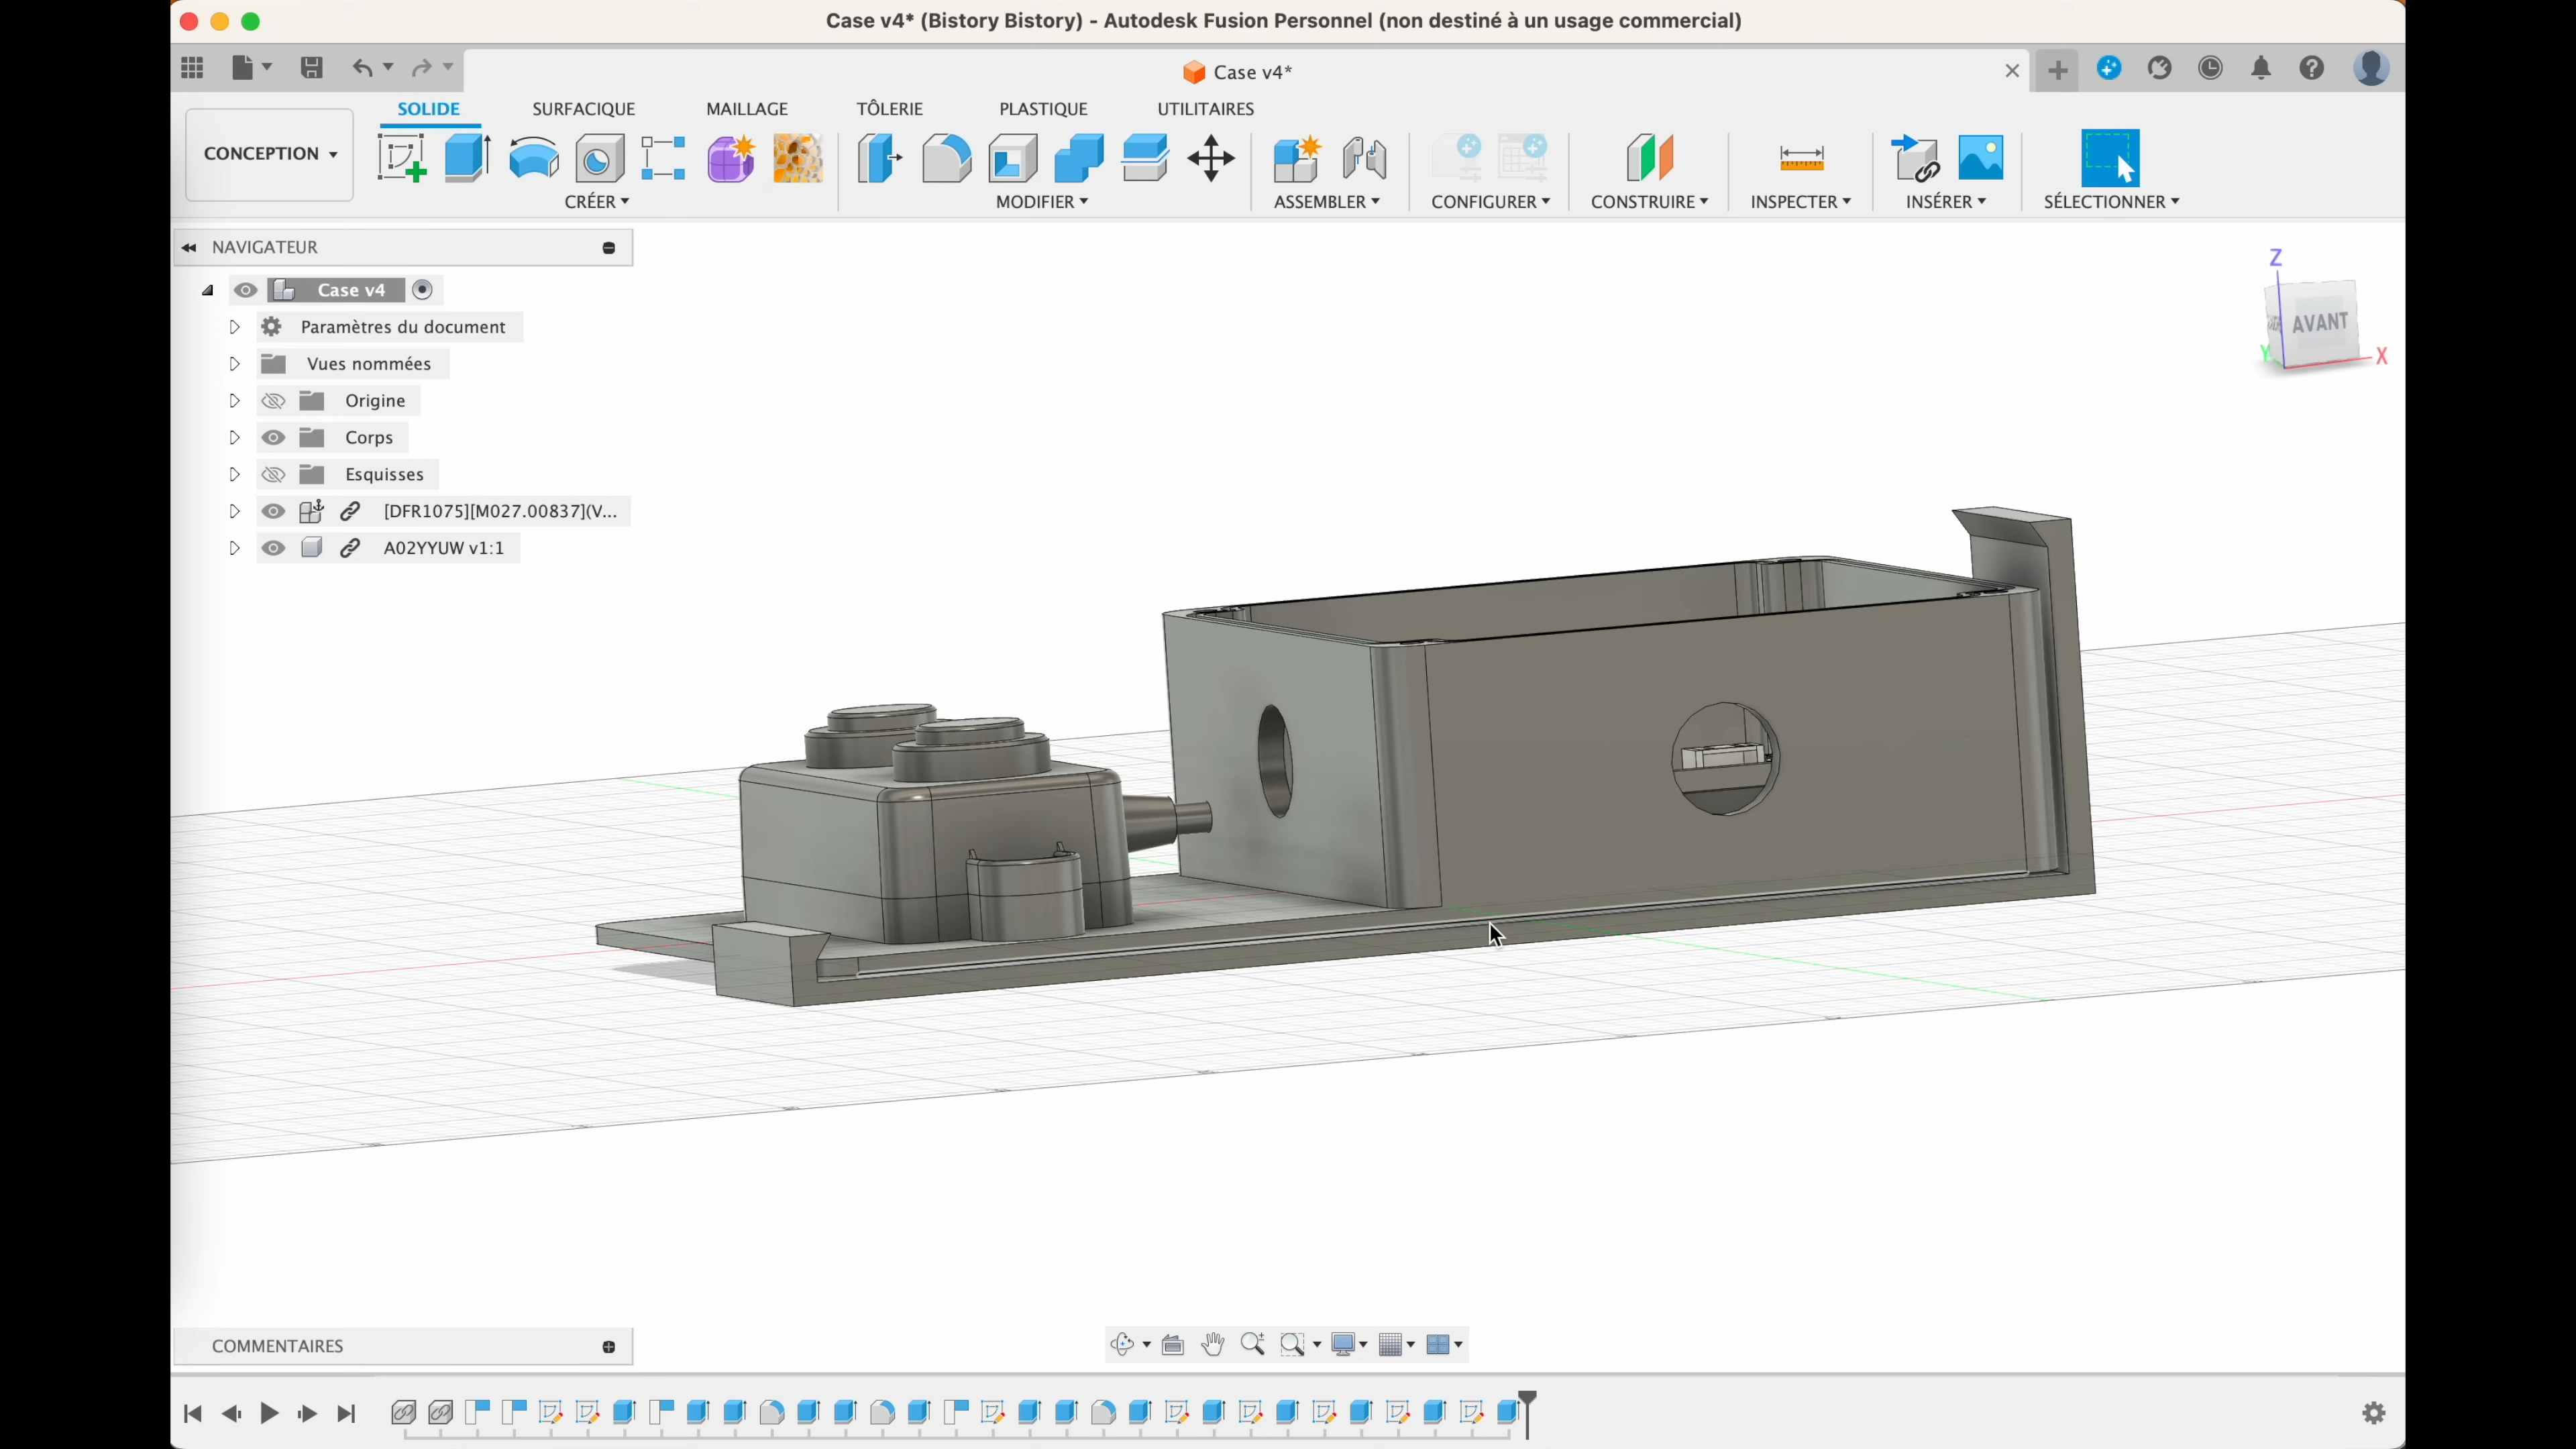 Case v4* (Bistory Bistory) - Autodesk Fusion Personnel (non destiné à un usage commercial)
Case v4*
CONCEPTION
SOLIDE
SURFACIQUE
MAILLAGE
TÔLERIE
PLASTIQUE
UTILITAIRES
CRÉER
MODIFIER
ASSEMBLER
CONFIGURER
CONSTRUIRE
INSPECTER
INSÉRER
SÉLECTIONNER
NAVIGATEUR
Case v4
Paramètres du document
Vues nommées
Origine
Corps
Esquisses
[DFR1075][M027.00837](V...
A02YYUW v1:1
Z
AVANT
Y
X
COMMENTAIRES